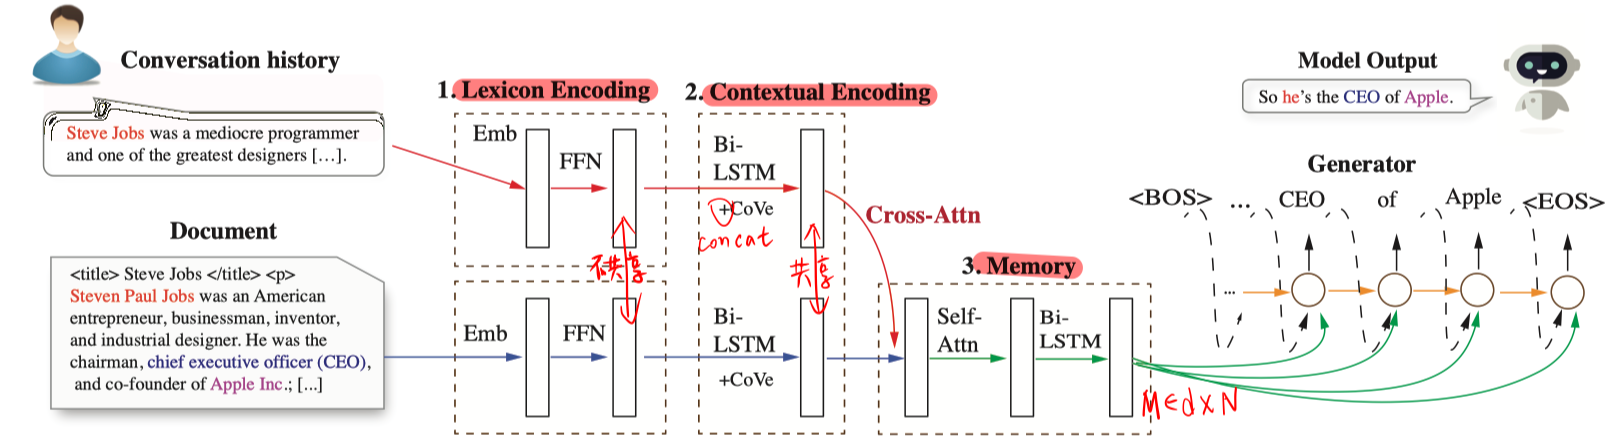 Conversation history
Steve Jobs was a mediocre programmer
and one of the greatest designers […].
Document
<title> Steve Jobs </title> <p>
Steven Paul Jobs was an American
entrepreneur, businessman, inventor,
and industrial designer. He was the
chairman, chief executive officer (CEO),
and co-founder of Apple Inc.; […]
1. Lexicon Encoding
Emb
FFN
不共享
Emb
FFN
2. Contextual Encoding
Bi-
LSTM
+CoVe
concat
共享
Bi-
LSTM
+CoVe
Cross-Attn
3. Memory
Self-
Attn
Bi-
LSTM
M∈d×N
Model Output
So he's the CEO of Apple.
Generator
<BOS> ... CEO of Apple <EOS>
...